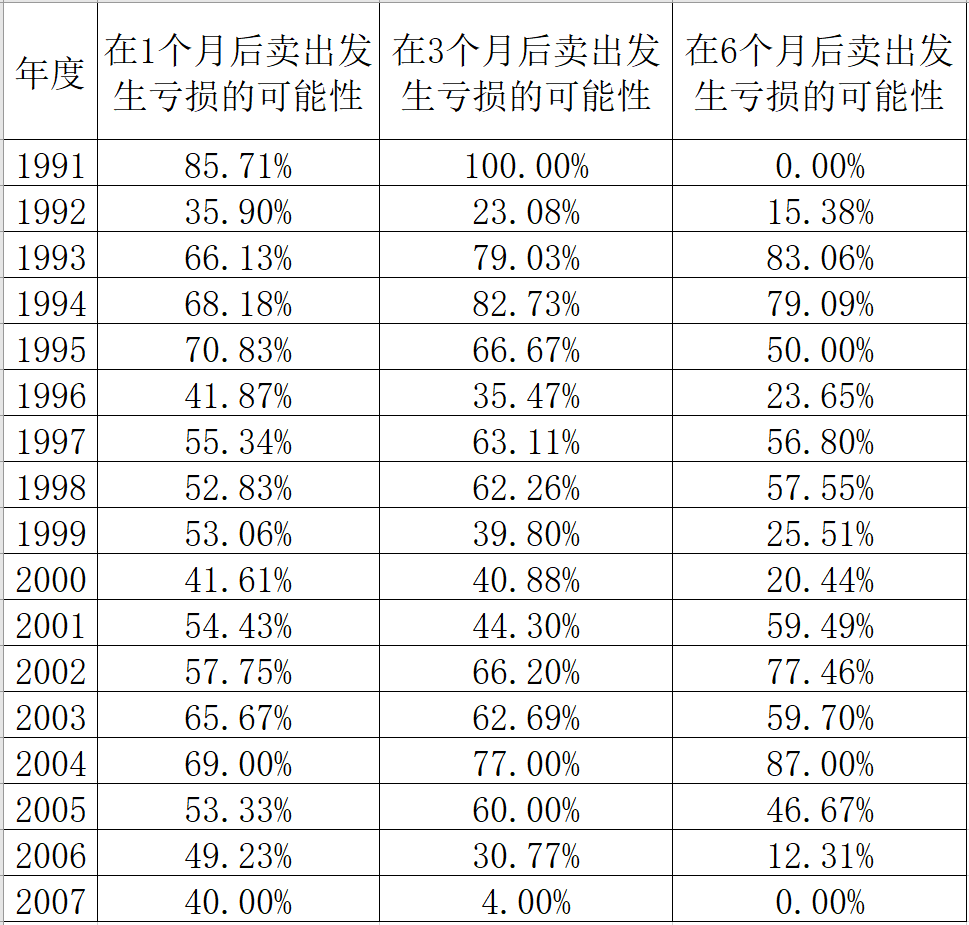 年度 在1个月后卖出发生亏损的可能性 在3个月后卖出发生亏损的可能性 在6个月后卖出发生亏损的可能性
1991 85.71% 100.00% 0.00%
1992 35.90% 23.08% 15.38%
1993 66.13% 79.03% 83.06%
1994 68.18% 82.73% 79.09%
1995 70.83% 66.67% 50.00%
1996 41.87% 35.47% 23.65%
1997 55.34% 63.11% 56.80%
1998 52.83% 62.26% 57.55%
1999 53.06% 39.80% 25.51%
2000 41.61% 40.88% 20.44%
2001 54.43% 44.30% 59.49%
2002 57.75% 66.20% 77.46%
2003 65.67% 62.69% 59.70%
2004 69.00% 77.00% 87.00%
2005 53.33% 60.00% 46.67%
2006 49.23% 30.77% 12.31%
2007 40.00% 4.00% 0.00%